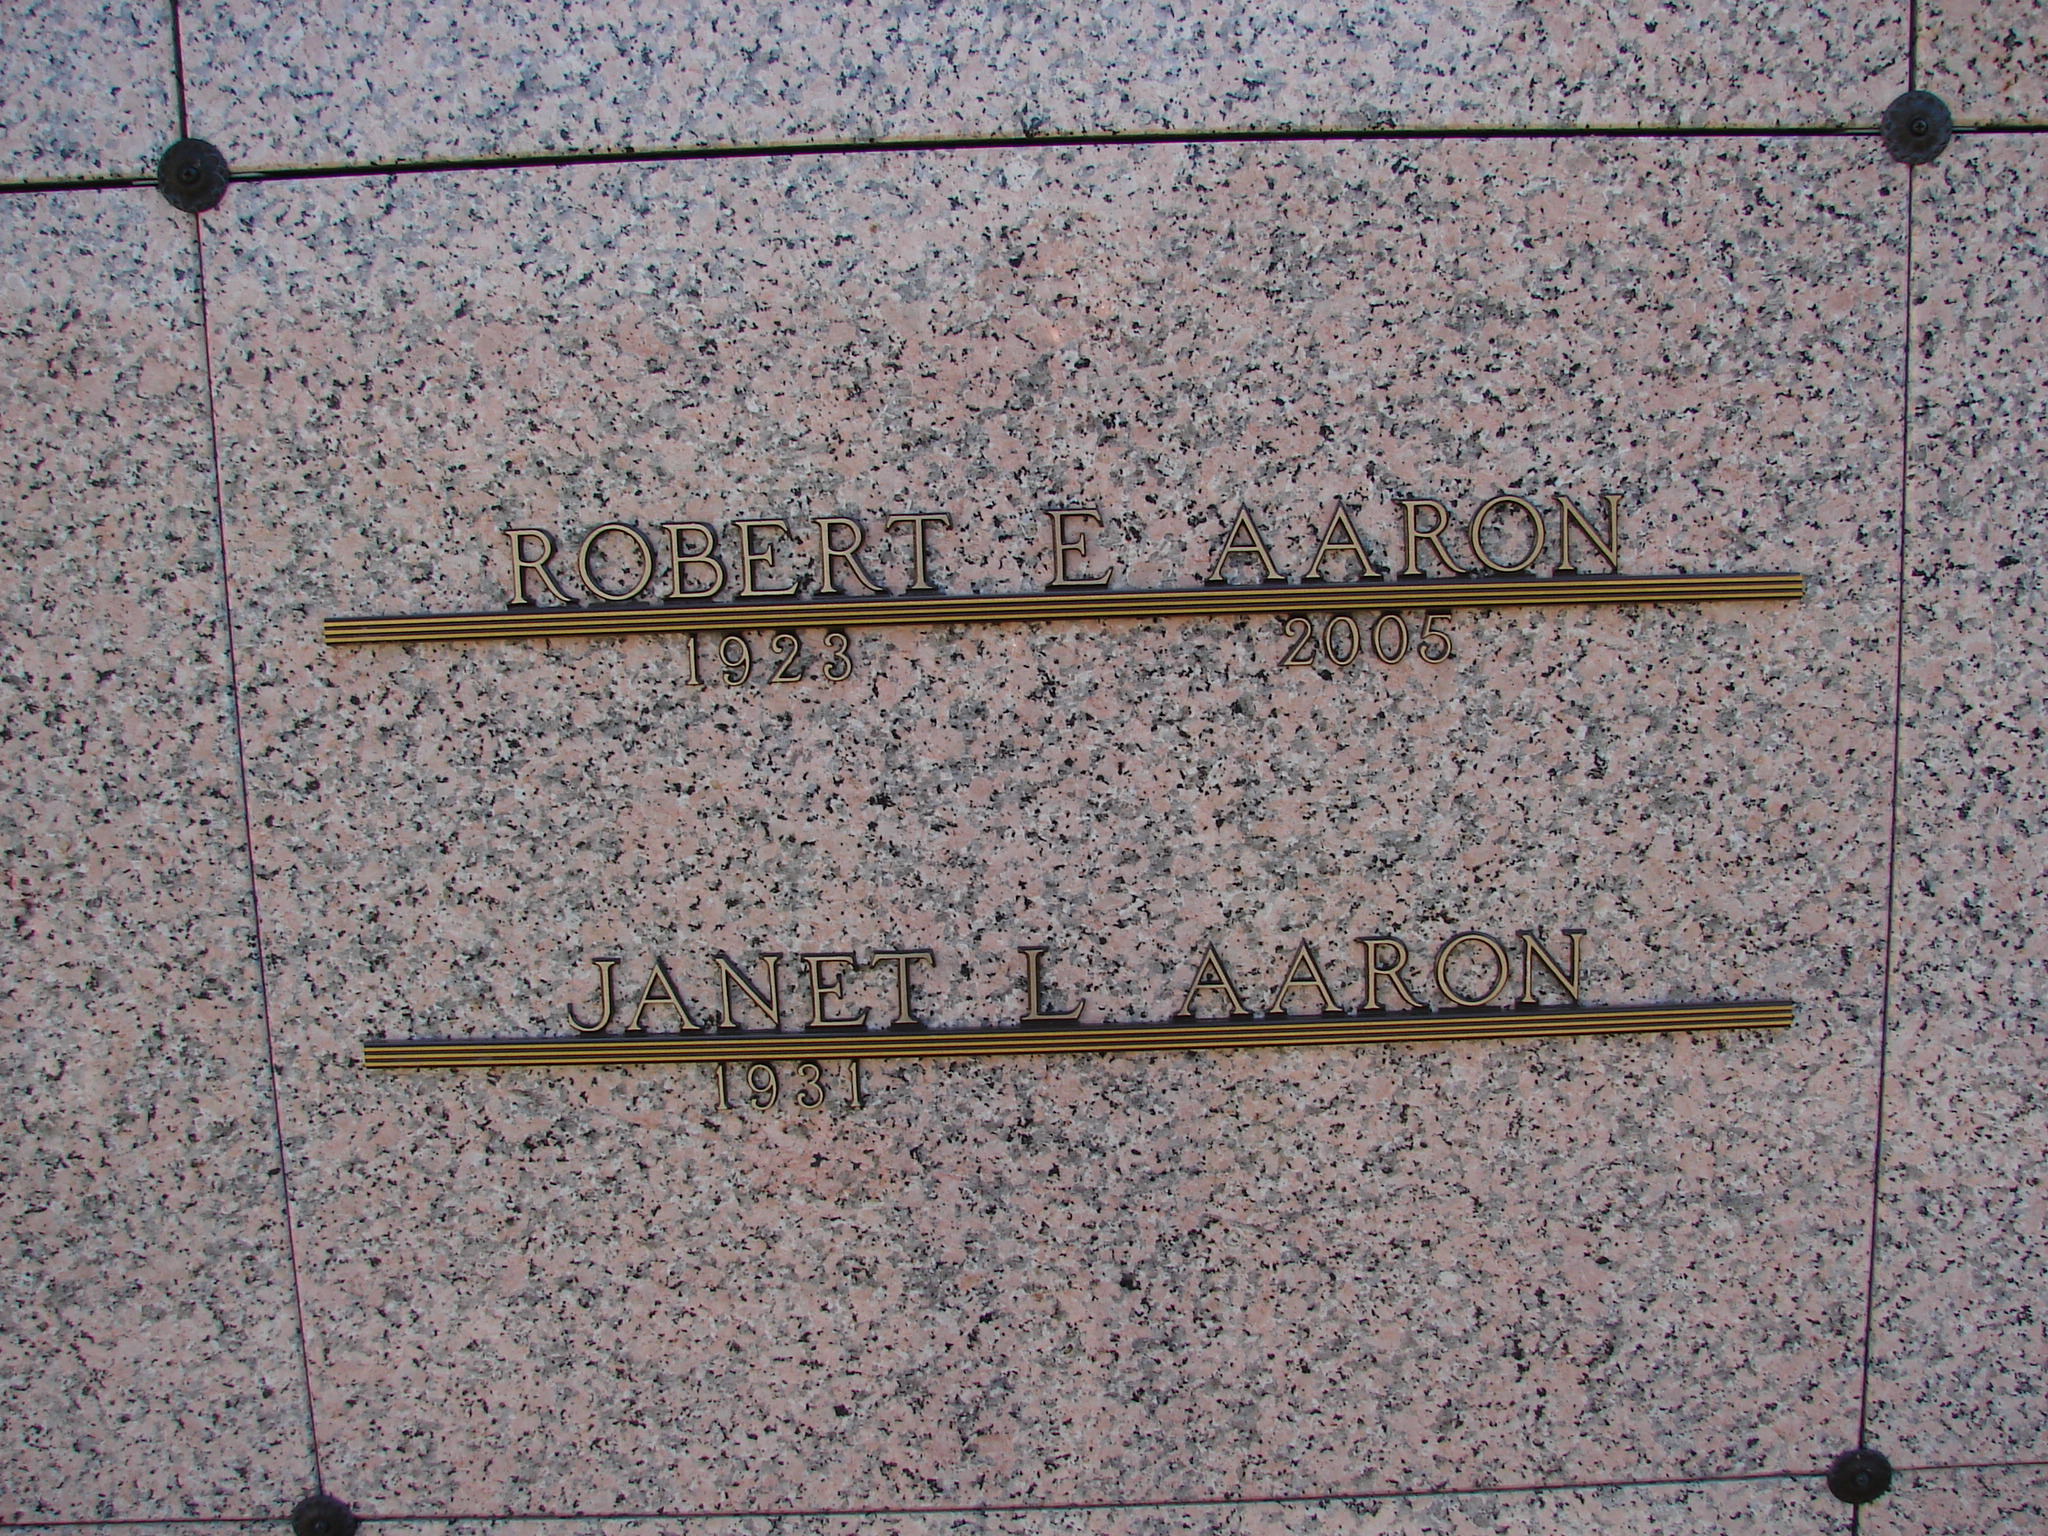 ROBERT E AARON
1923 2005
JANET L AARON
1931